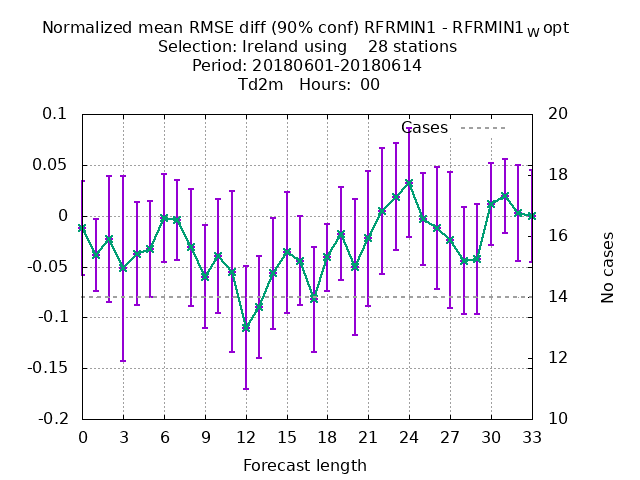 Normalized mean RMSE diff (90% conf) RFRMIN1 - RFRMIN1_W opt
Selection: Ireland using 28 stations
Period: 20180601-20180614
Td2m Hours: 00
0.1 20
Cases
0.05 18
0 16
-0.05
-0.1 14
-0.15 12
-0.2 10
No cases
0 3 6 9 12 15 18 21 24 27 30 33
Forecast length